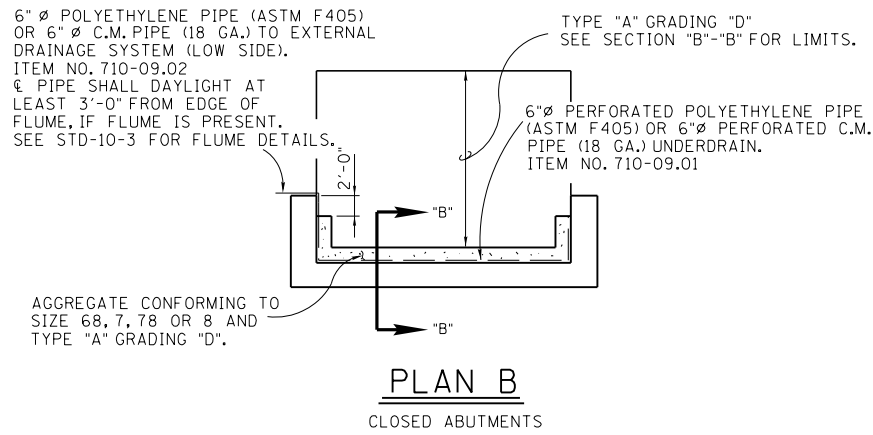 6" Ø POLYETHYLENE PIPE (ASTM F405)
OR 6" Ø C.M. PIPE (18 GA.) TO EXTERNAL
DRAINAGE SYSTEM (LOW SIDE).
ITEM NO. 710-09.02
℄ PIPE SHALL DAYLIGHT AT
LEAST 3'-0" FROM EDGE OF
FLUME, IF FLUME IS PRESENT.
SEE STD-10-3 FOR FLUME DETAILS.
TYPE "A" GRADING "D"
SEE SECTION "B"-"B" FOR LIMITS.
6"Ø PERFORATED POLYETHYLENE PIPE
(ASTM F405) OR 6"Ø PERFORATED C.M.
PIPE (18 GA.) UNDERDRAIN.
ITEM NO. 710-09.01
2'-0"
"B"
"B"
AGGREGATE CONFORMING TO
SIZE 68, 7, 78 OR 8 AND
TYPE "A" GRADING "D".
PLAN B
CLOSED ABUTMENTS